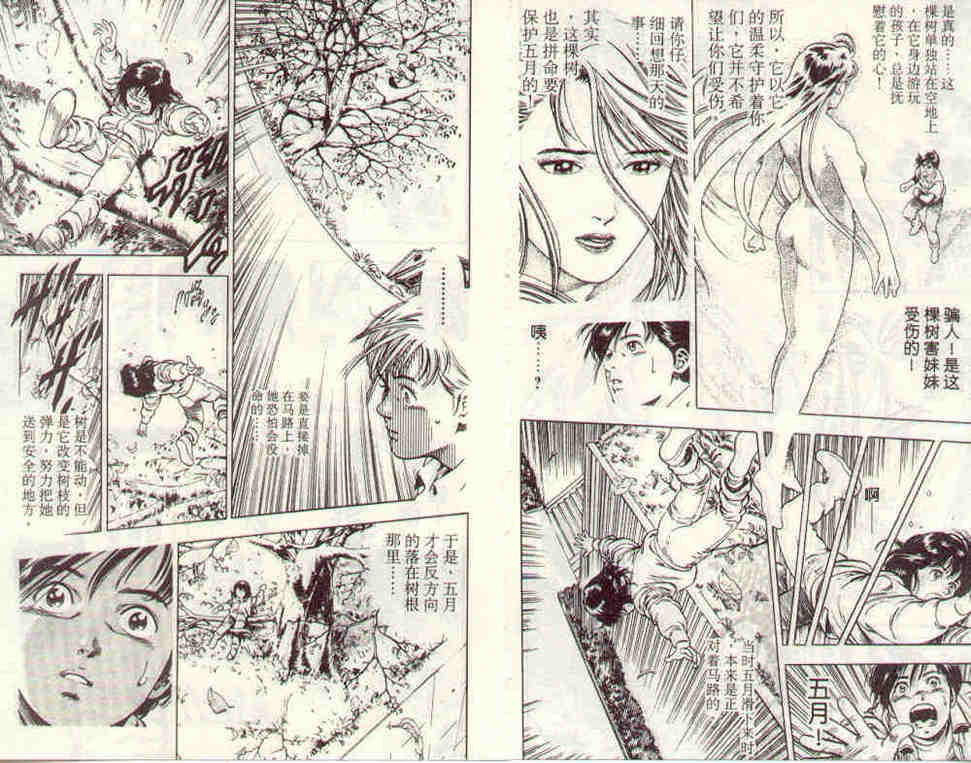 是真的……这
棵树单独站在空地上
，在它身边游玩
的孩子，总是抚
慰着它的心！
骗人！是这
棵树害妹妹
受伤的！
所以，它以它
的温柔守护着你
们，它并不希
望让你们受伤
请你仔
细回想那天的
事……
其实
，这棵树
也是拼命要
保护五月的
咦……？
啊——
五月！
当时五月滑下来时
，本来是正
对着马路的。
…………
要是直接掉
在马路上，
她恐怕会没
命的……
树是不能动，但
是它改变树枝的
弹力，努力把她
送到安全的地方，
于是，五月
才会反方向
的落在树根
那里……